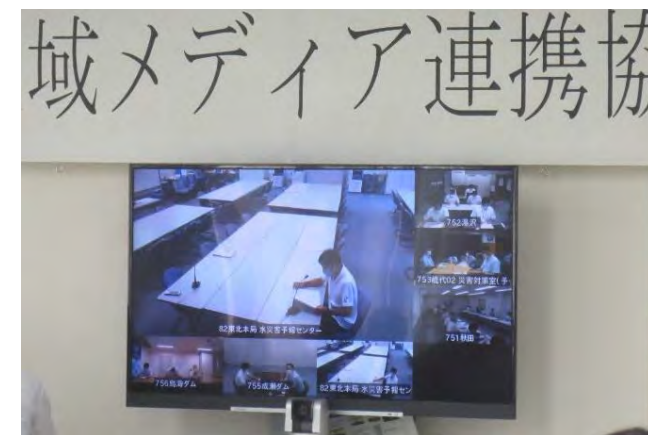 域メディア連携協
752湯沢
753能代02 災害対策室(予
751秋田
82東北本局 水災害予報センター
756鳥海ダム
755成瀬ダム
82東北本局 水災害予報セン